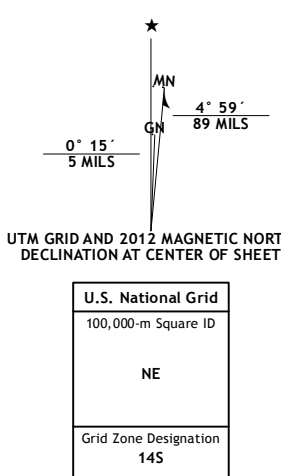 ★
MN
4° 59´
89 MILS
GN
0° 15´
5 MILS
UTM GRID AND 2012 MAGNETIC NORT
DECLINATION AT CENTER OF SHEET
U.S. National Grid
100,000-m Square ID
NE
Grid Zone Designation
14S